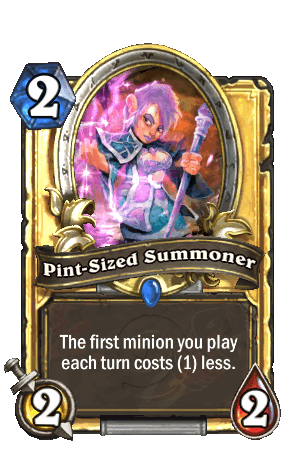 2
Pint-Sized Summoner
The first minion you play
each turn costs (1) less.
2
2